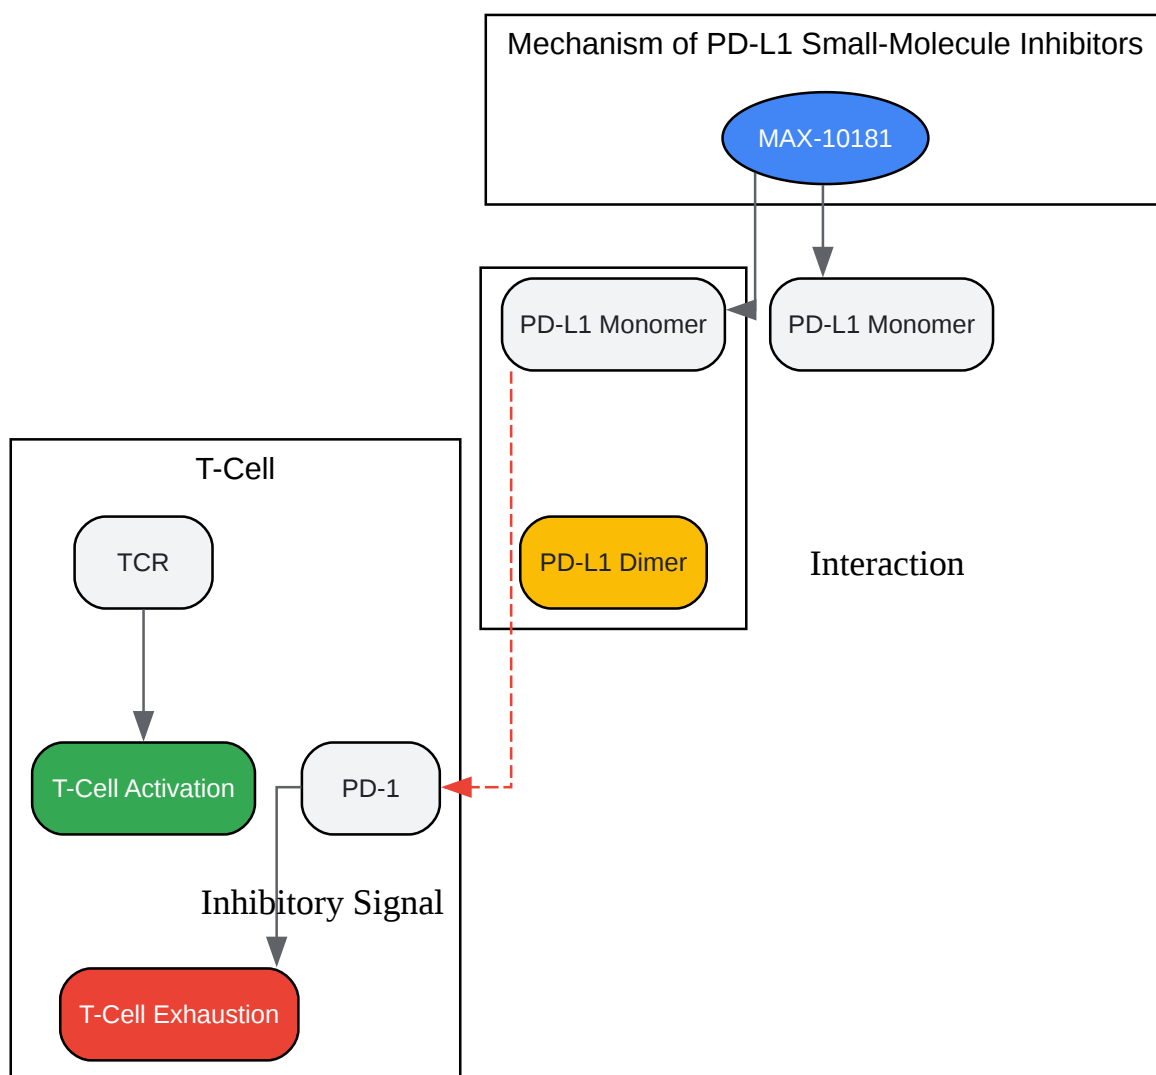 Mechanism of PD-L1 Small-Molecule Inhibitors
MAX-10181
PD-L1 Monomer
PD-L1 Monomer
T-Cell
TCR
PD-L1 Dimer
Interaction
T-Cell Activation
PD-1
Inhibitory Signal
T-Cell Exhaustion